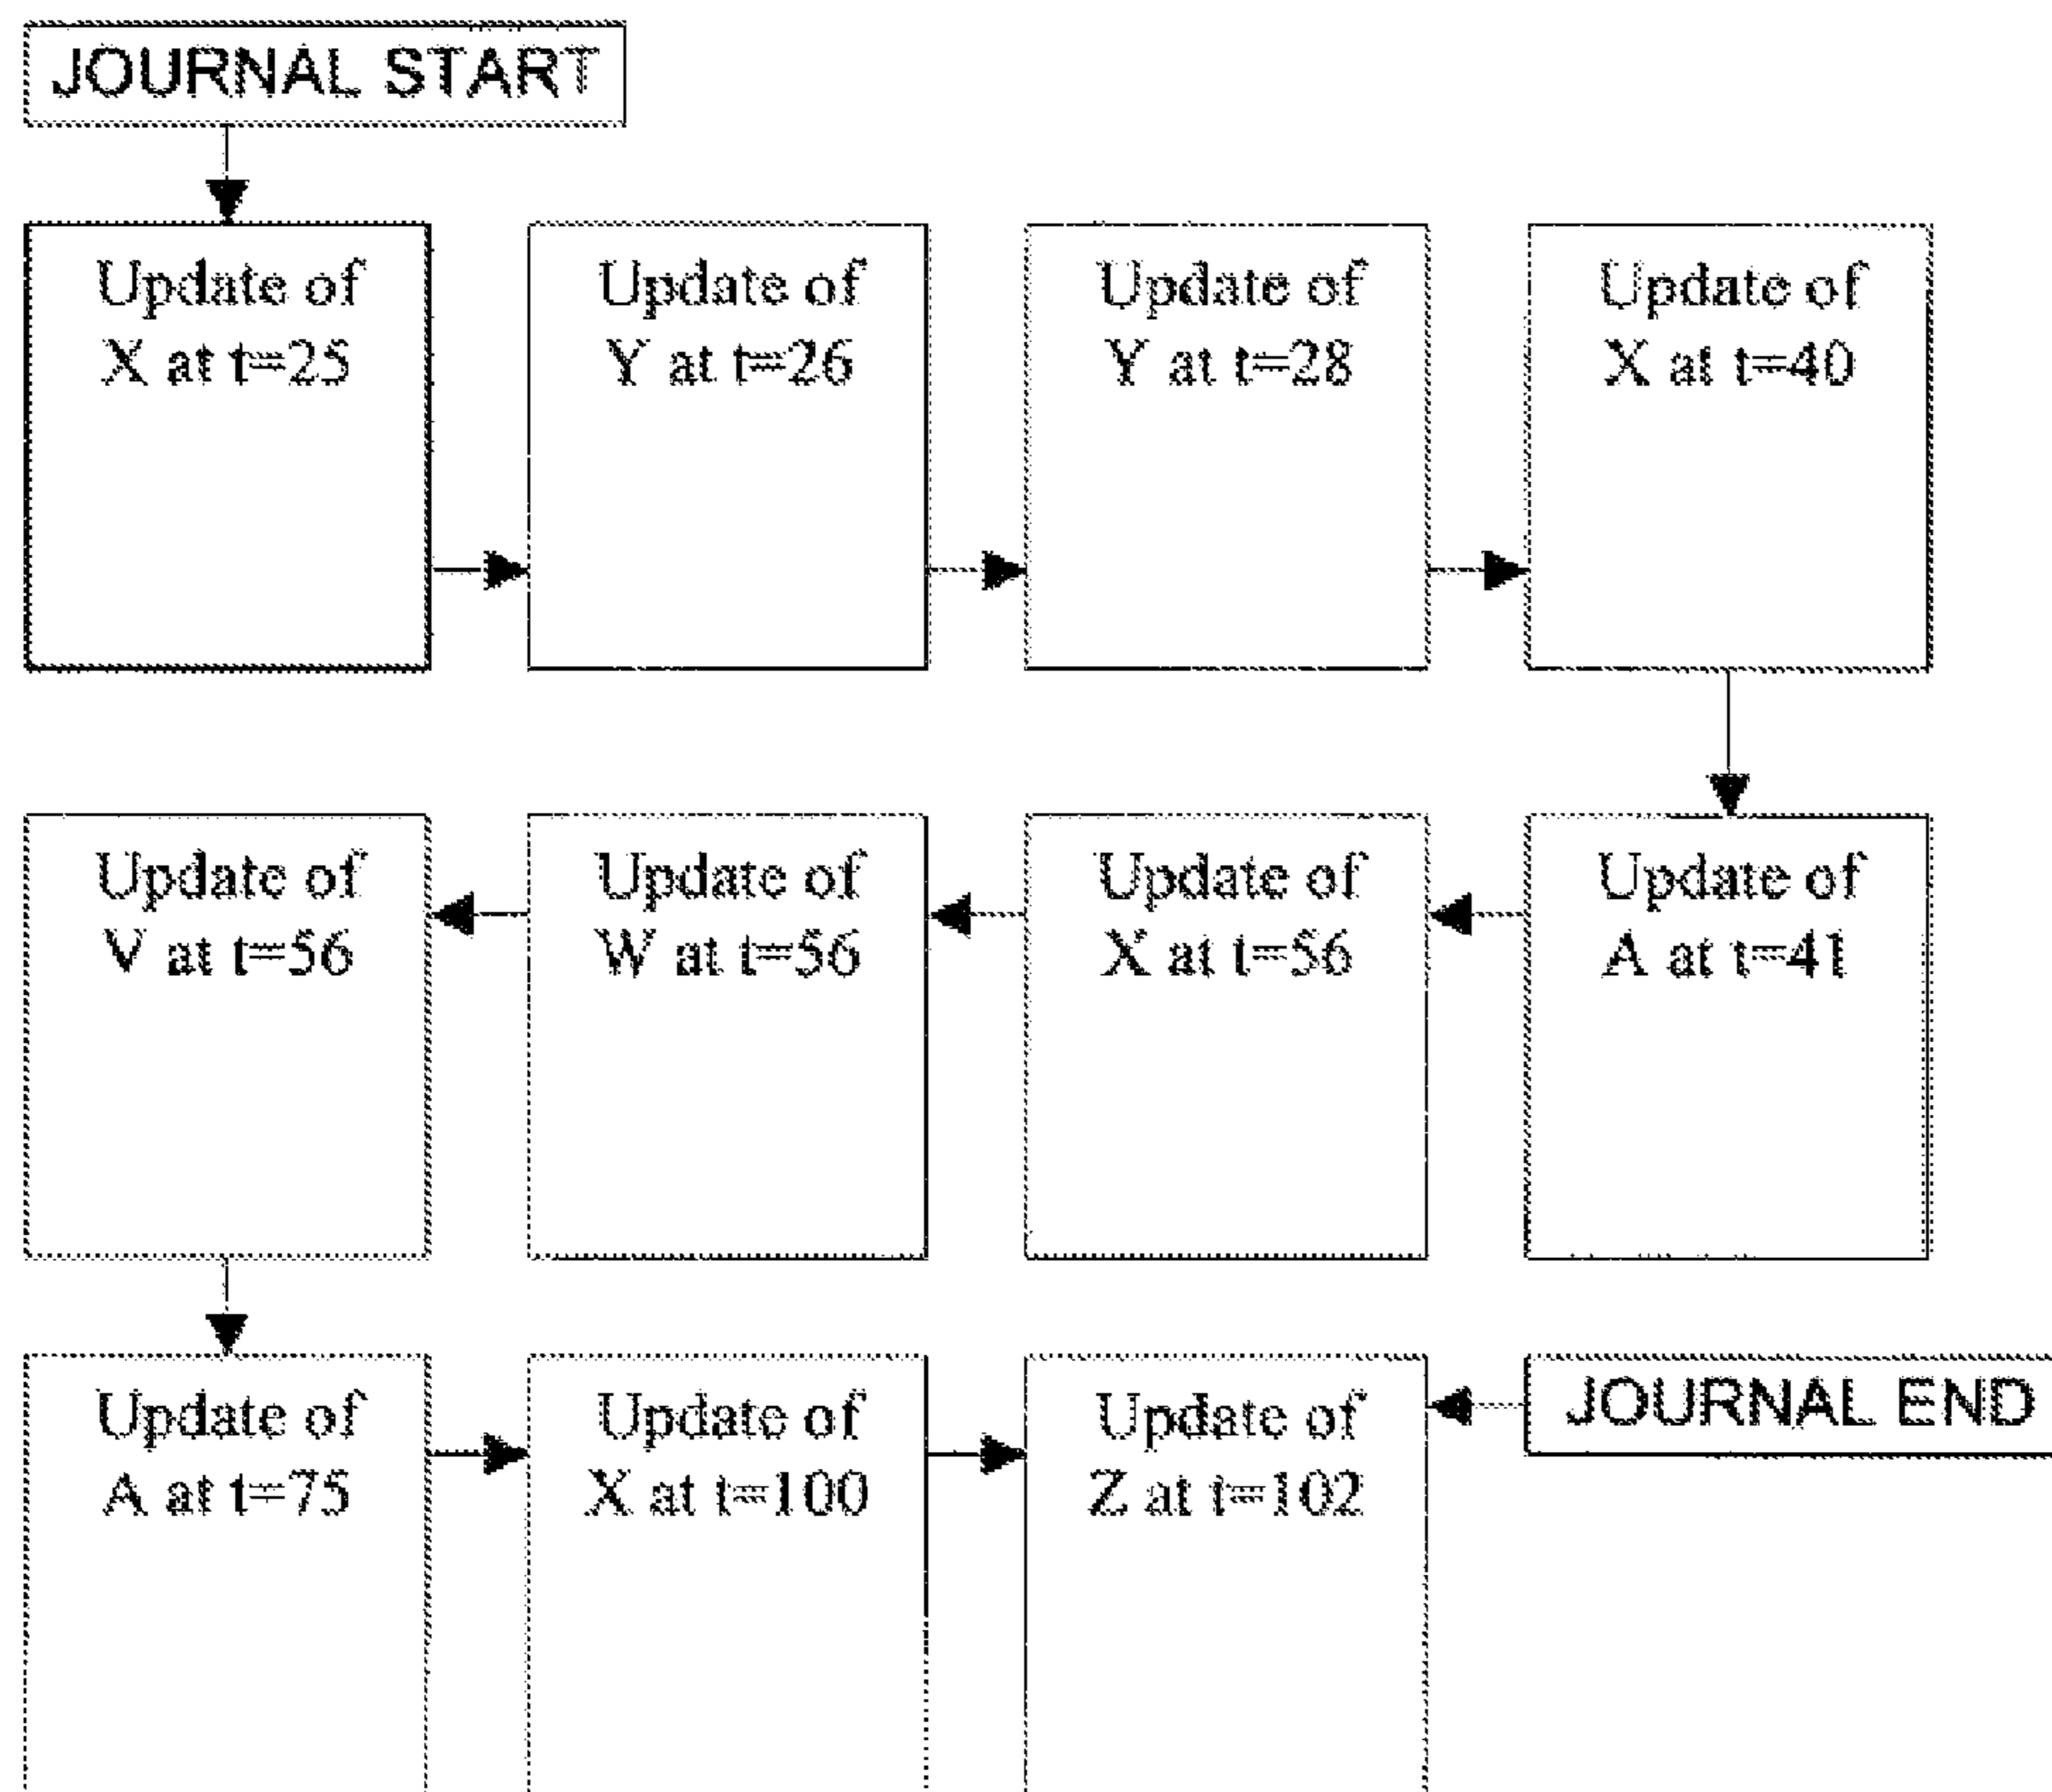 JOURNAL START
Update of
X at t=25
Update of
Y at t=26
Update of
Y at t=28
Update of
X at t=40
Update of
V at t=56
Update of
W at t=56
Update of
X at t=56
Update of
A at t=41
Update of
A at t=75
Update of
X at t=100
Update of
Z at t=102
JOURNAL END